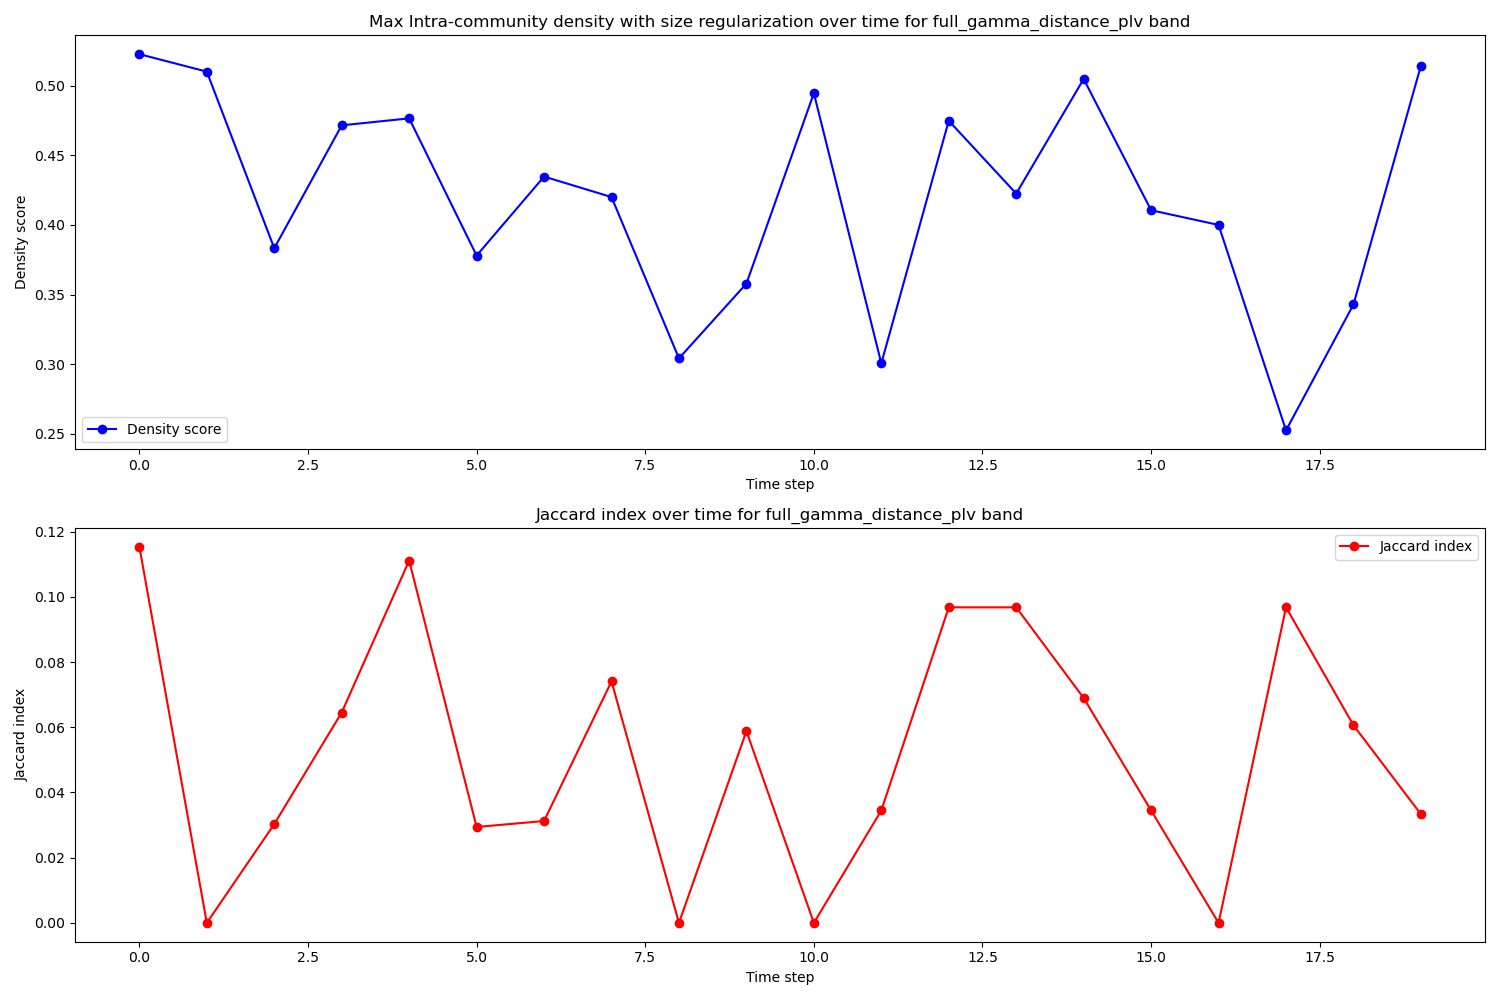 Max Intra-community density with size regularization over time for full_gamma_distance_plv band
Density score
0.50
0.45
0.40
0.35
0.30
0.25
Density score
0.0 2.5 5.0 7.5 10.0 12.5 15.0 17.5
Time step
Jaccard index over time for full_gamma_distance_plv band
Jaccard index
0.12
0.10
0.08
0.06
0.04
0.02
0.00
Jaccard index
0.0 2.5 5.0 7.5 10.0 12.5 15.0 17.5
Time step